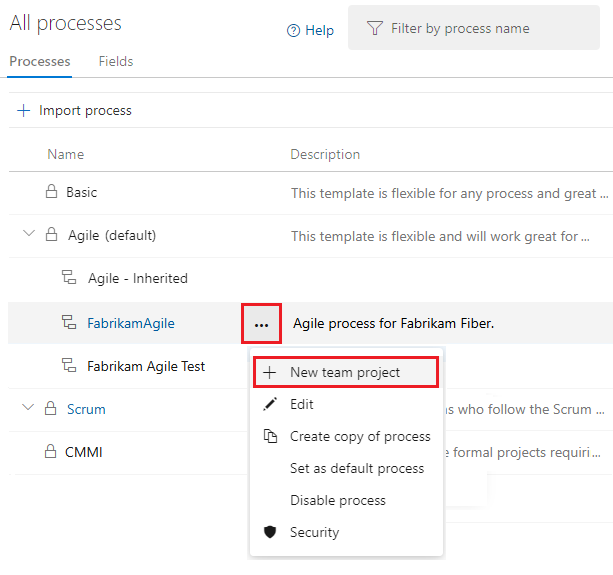 All processes
Help
Filter by process name
Processes Fields
Import process
Name Description
Basic This template is flexible for any process and great ...
Agile (default) This template is flexible and will work great for ...
Agile - Inherited
FabrikamAgile ... Agile process for Fabrikam Fiber.
Fabrikam Agile Test
New team project
Edit
Scrum as who follow the Scrum ...
Create copy of process
CMMI e formal projects requiri...
Set as default process
Disable process
Security